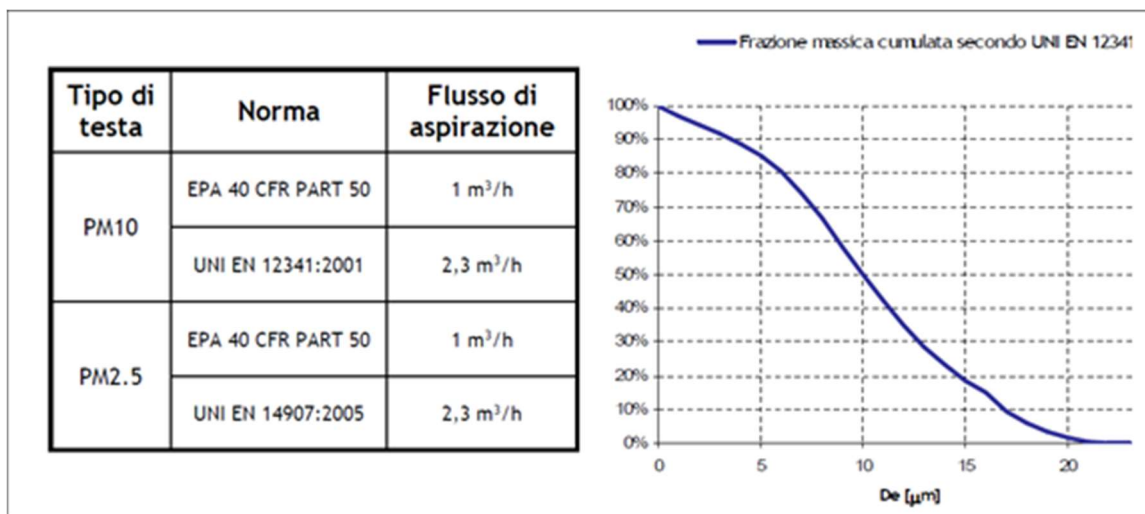 Frazione massica cumulata secondo UNI EN 12341
Tipo di
testa
Norma
Flusso di
aspirazione
PM10
EPA 40 CFR PART 50
1 m³/h
UNI EN 12341:2001
2,3 m³/h
PM2.5
EPA 40 CFR PART 50
1 m³/h
UNI EN 14907:2005
2,3 m³/h
100%
90%
80%
70%
60%
50%
40%
30%
20%
10%
0%
0 5 10 15 20
De [µm]